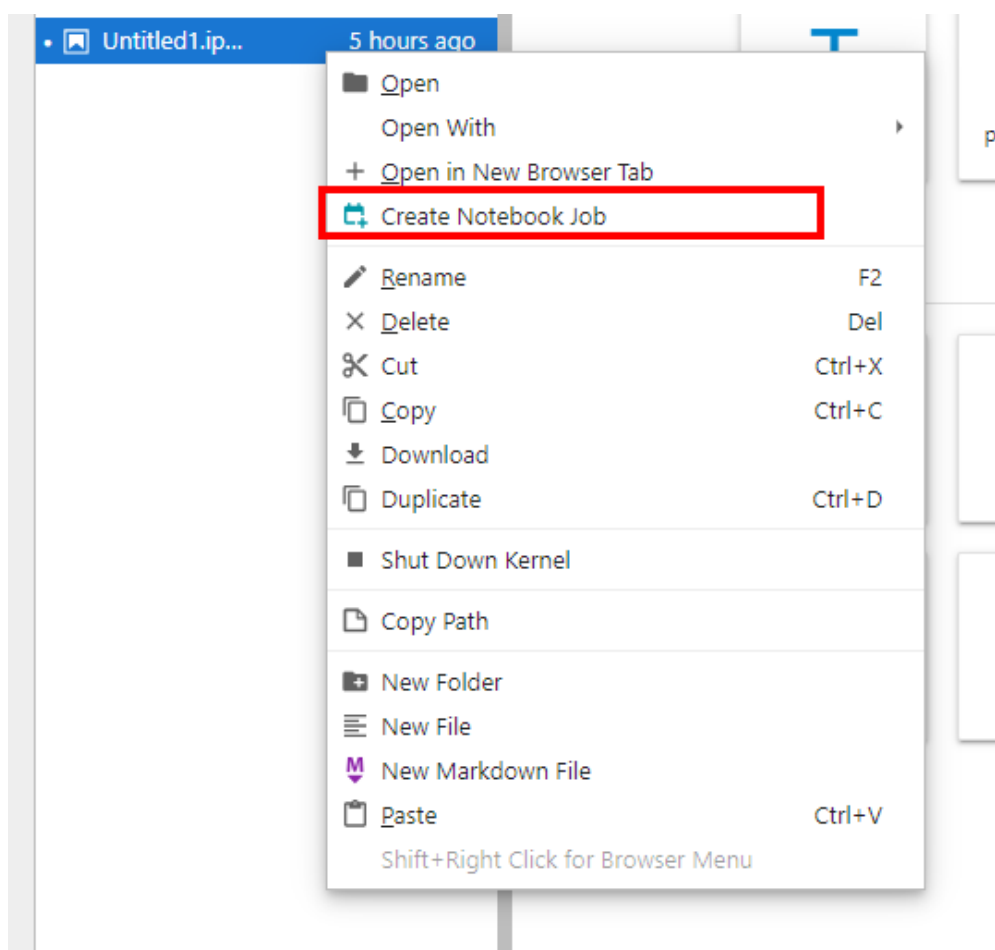 Untitled1.ip... 5 hours ago
Open
Open With
Open in New Browser Tab
Create Notebook Job
Rename F2
Delete Del
Cut Ctrl+X
Copy Ctrl+C
Download
Duplicate Ctrl+D
Shut Down Kernel
Copy Path
New Folder
New File
New Markdown File
Paste Ctrl+V
Shift+Right Click for Browser Menu